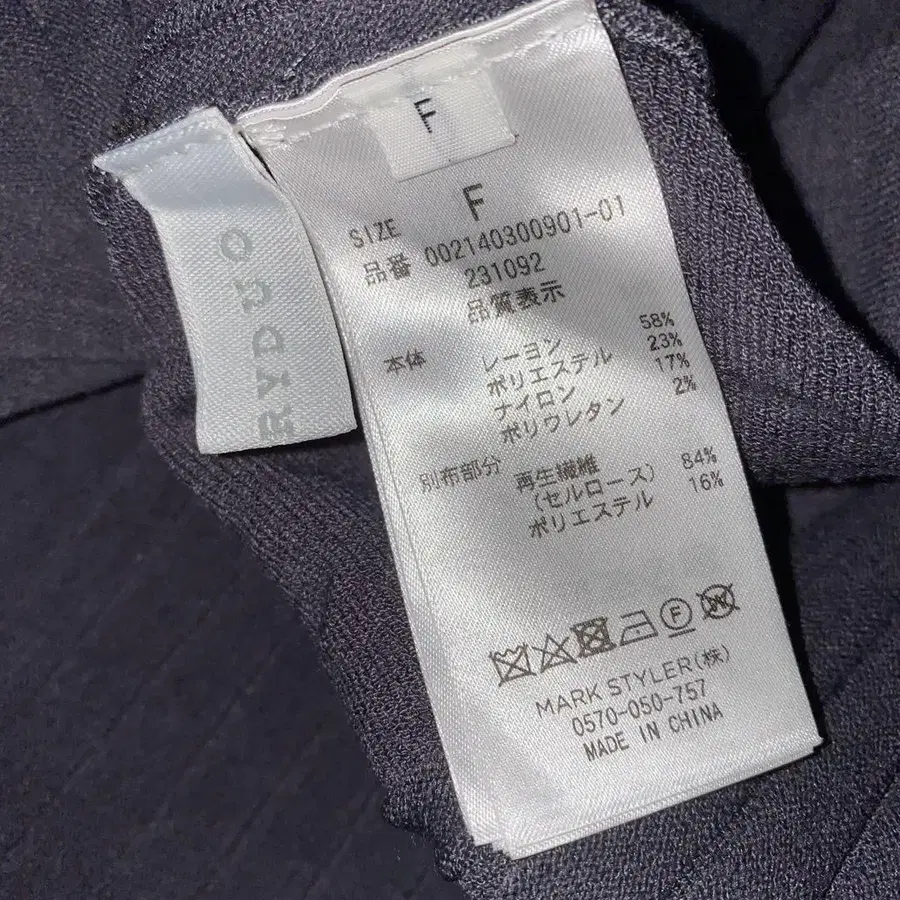 F
SIZE F
品番 002140300901-01
231092
品質表示
本体 レーヨン 58%
ポリエステル 23%
ナイロン 17%
ポリウレタン 2%
別布部分 再生繊維 84%
(セルロース)
ポリエステル 16%
F
W
MARK STYLER(株)
0570-050-757
MADE IN CHINA